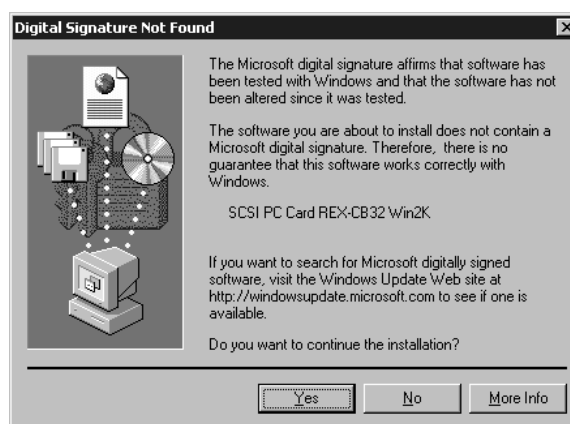 Digital Signature Not Found
The Microsoft digital signature affirms that software has
been tested with Windows and that the software has not
been altered since it was tested.
The software you are about to install does not contain a
Microsoft digital signature. Therefore, there is no
guarantee that this software works correctly with
Windows.
SCSI PC Card REX-CB32 Win2K
If you want to search for Microsoft digitally signed
software, visit the Windows Update Web site at
http://windowsupdate.microsoft.com to see if one is
available.
Do you want to continue the installation?
Yes No More Info